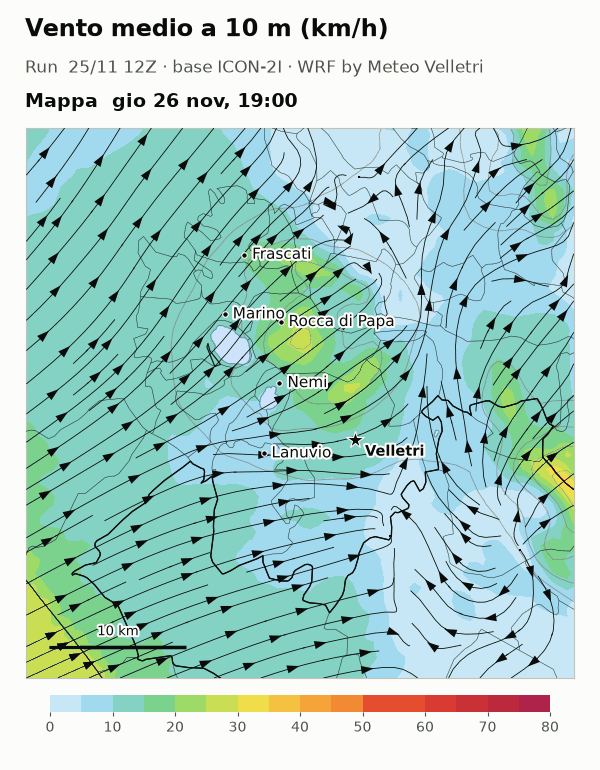 Vento medio a 10 m (km/h)
Run  25/11 12Z · base ICON-2I · WRF by Meteo Velletri
Mappa  gio 26 nov, 19:00
Frascati
Marino
Rocca di Papa
Nemi
Velletri
Lanuvio
10 km
0 10 20 30 40 50 60 70 80